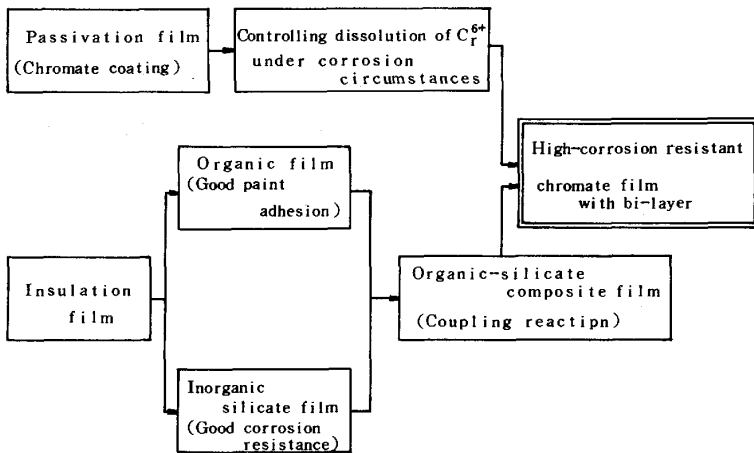 Passivation film
(Chromate coating)
Controlling dissolution of Cr6+
under corrosion
circumstances
High-corrosion resistant
chromate film
with bi-layer
Organic film
(Good paint
adhesion)
Insulation
film
Organic-silicate
composite film
(Coupling reactipn)
Inorganic
silicate film
(Good corrosion
resistance)